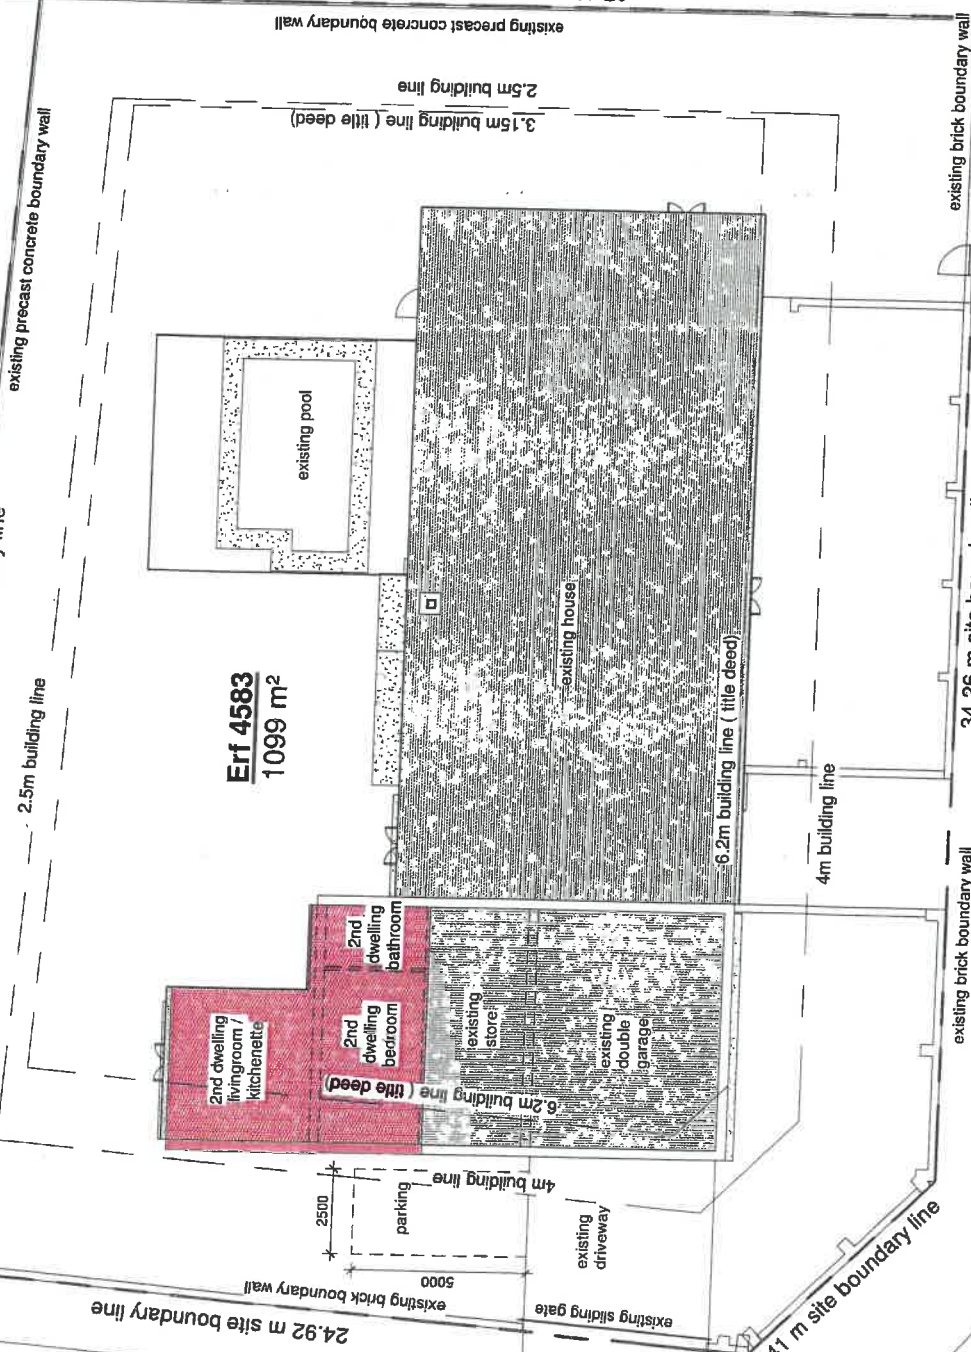 existing precast concrete boundary wall
2.5m building line
3.15m building line ( title deed)
existing precast concrete boundary wall
existing brick boundary wall
existing pool
2.5m building line
Erf 4583
1099 m²
existing house
6.2m building line ( title deed)
4m building line
2nd
dwelling
bathroom
2nd dwelling
livingroom /
kitchenette
2nd
dwelling
bedroom
existing
store
existing
double
garage
6.2m building line ( title deed)
4m building line
2500
parking
5000
existing
driveway
existing brick boundary wall
existing sliding gate
24.92 m site boundary line
existing brick boundary wall
m site boundary line
34.26 m site